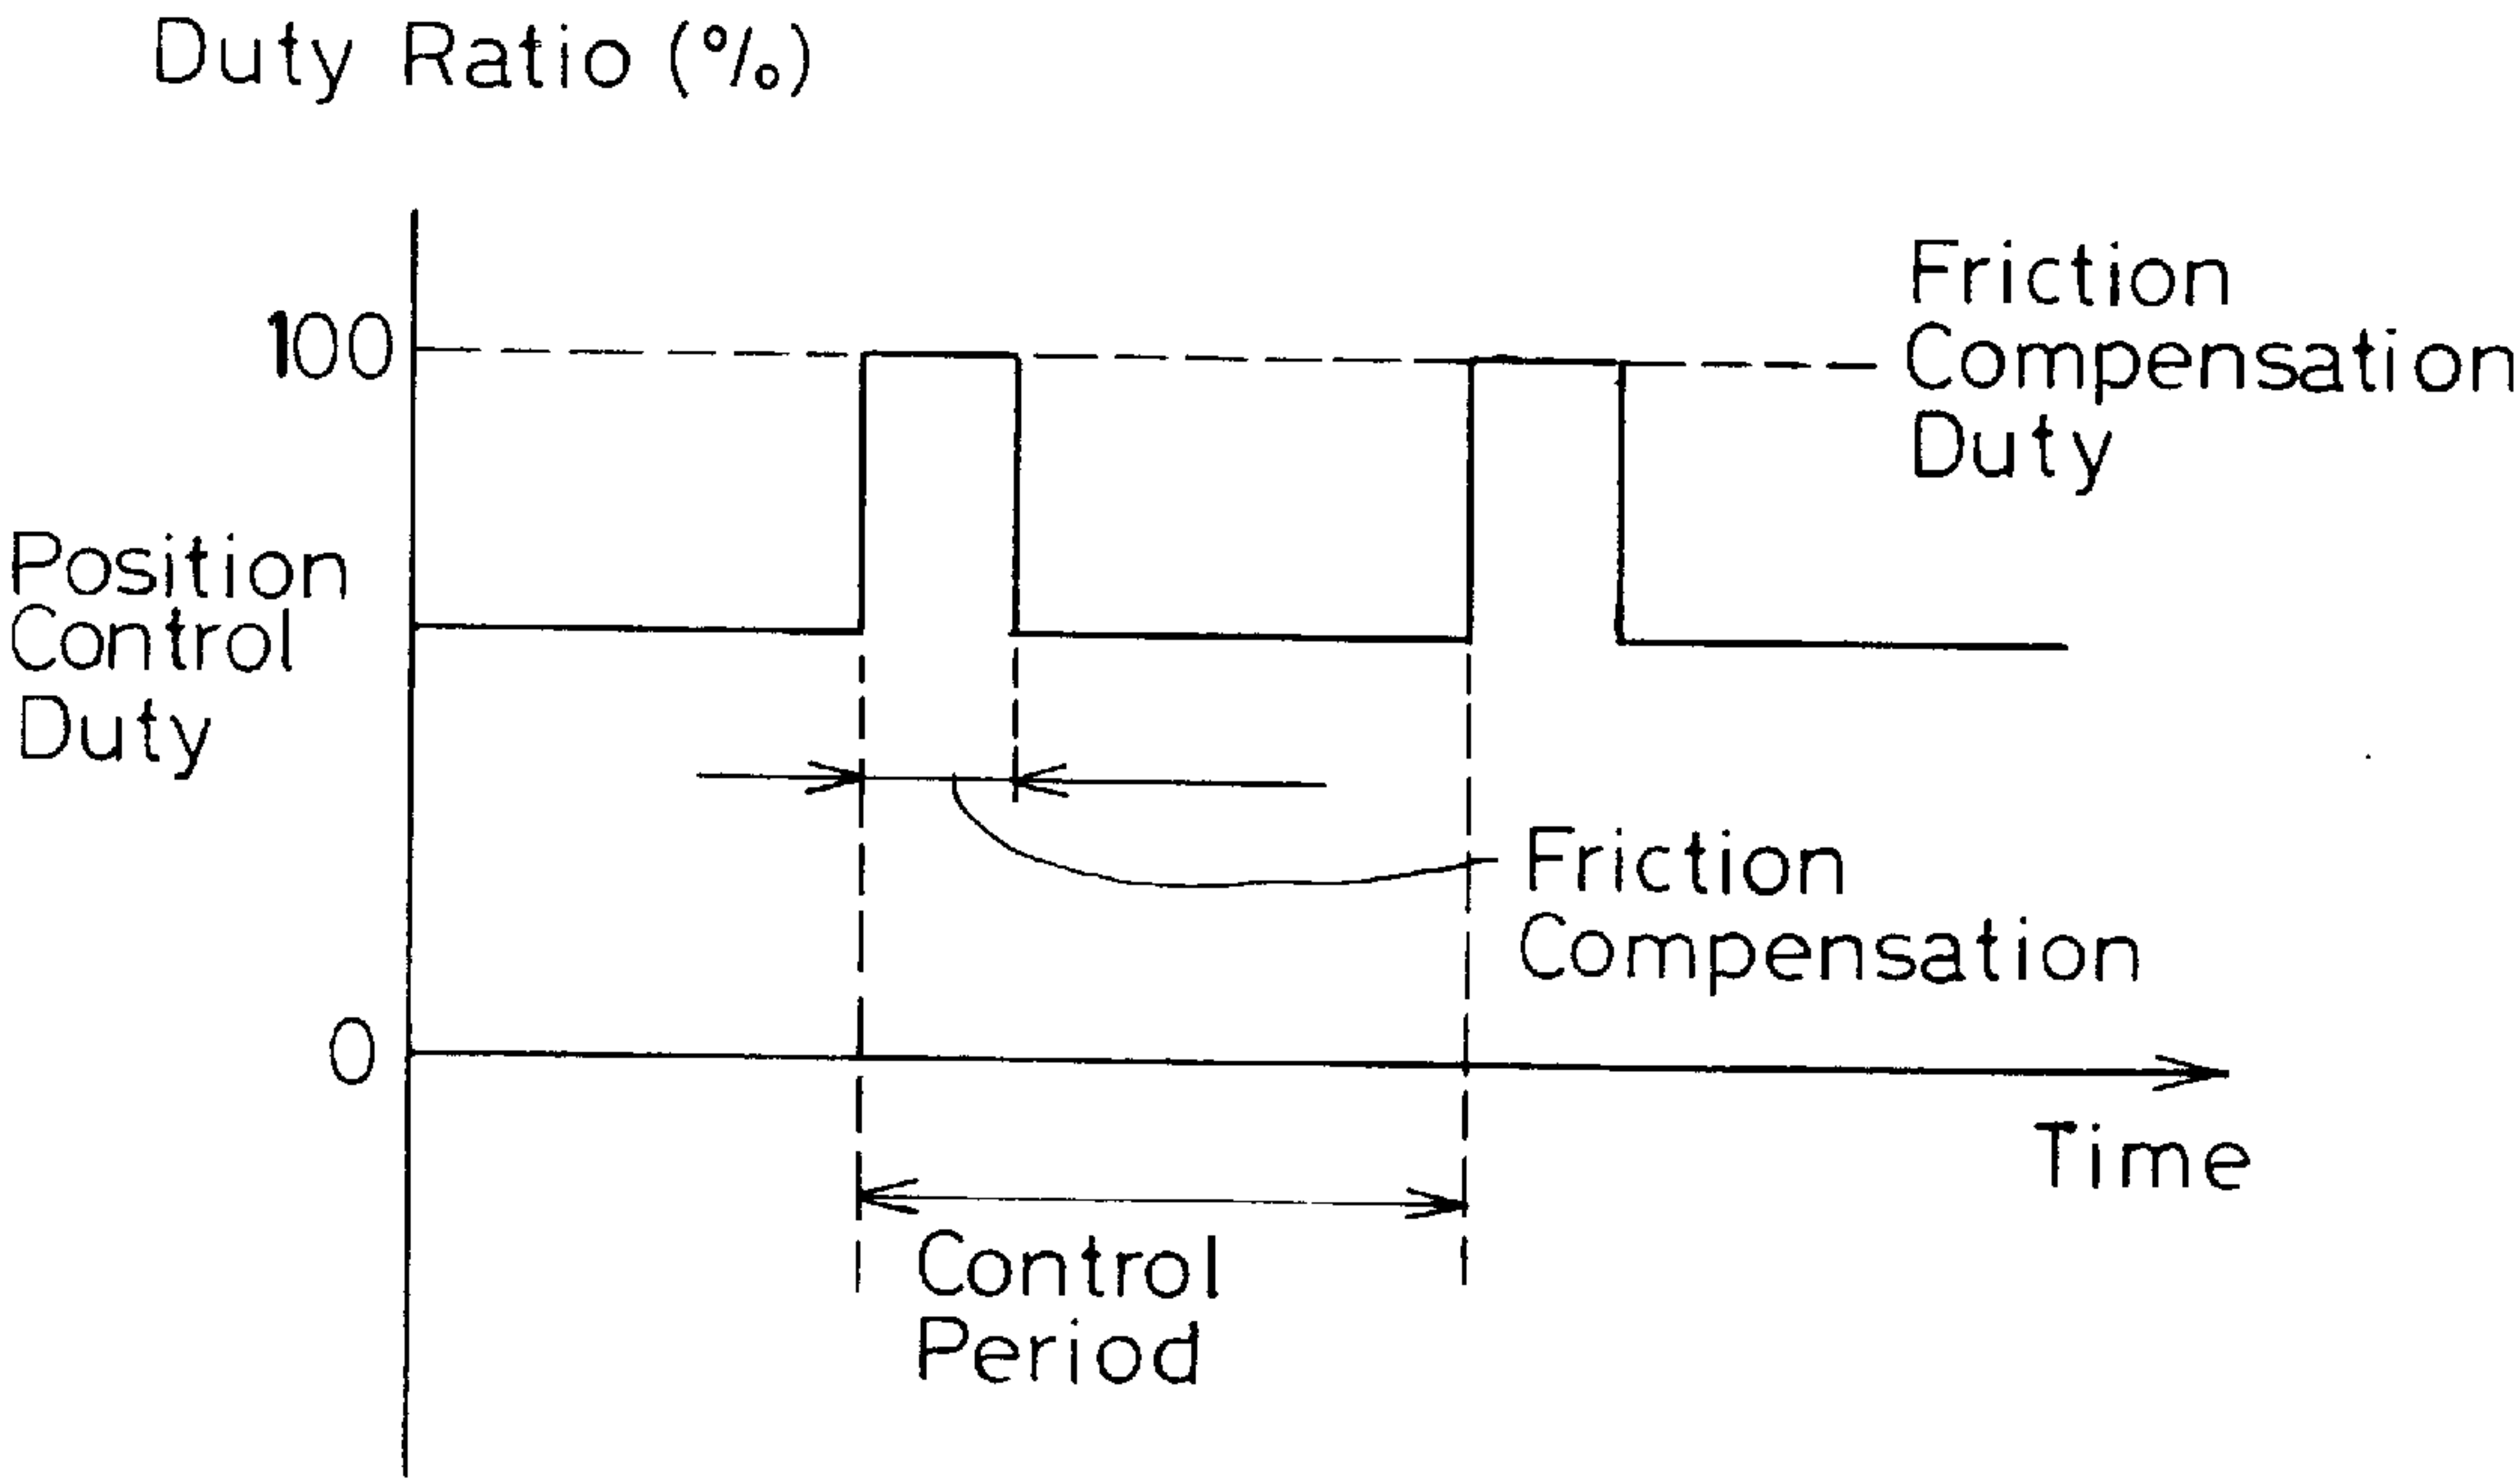 Duty Ratio (%)
100
Friction
Compensation
Duty
Position
Control
Duty
Friction
Compensation
0
Time
Control
Period